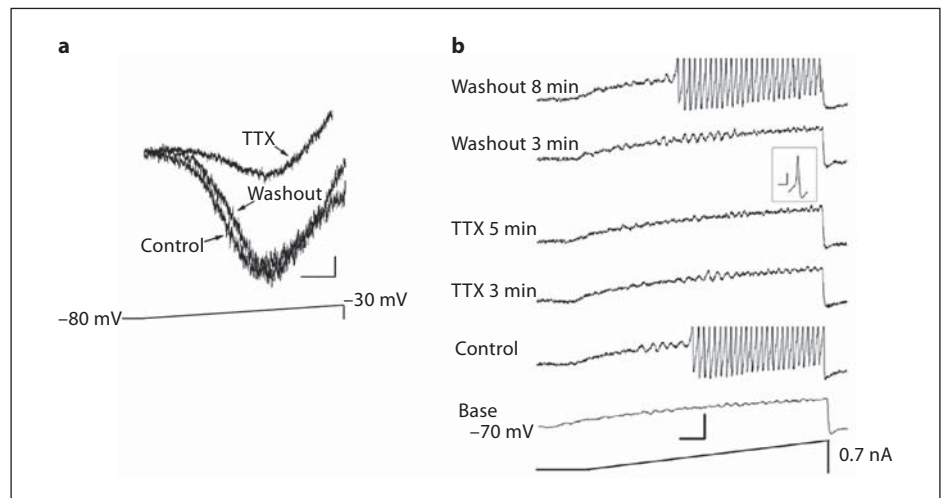 a
TTX
Washout
Control
–80 mV
–30 mV
b
Washout 8 min
Washout 3 min
TTX 5 min
TTX 3 min
Control
Base
–70 mV
0.7 nA